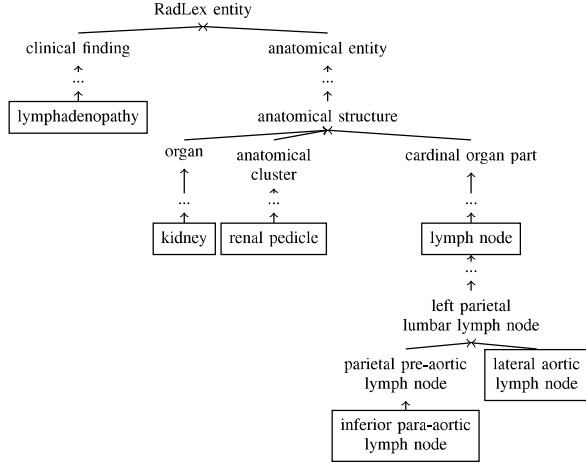 RadLex entity
clinical finding
anatomical entity
...
...
lymphadenopathy
anatomical structure
organ
anatomical
cluster
cardinal organ part
...
...
...
kidney
renal pedicle
lymph node
...
left parietal
lumbar lymph node
parietal pre-aortic
lymph node
lateral aortic
lymph node
inferior para-aortic
lymph node